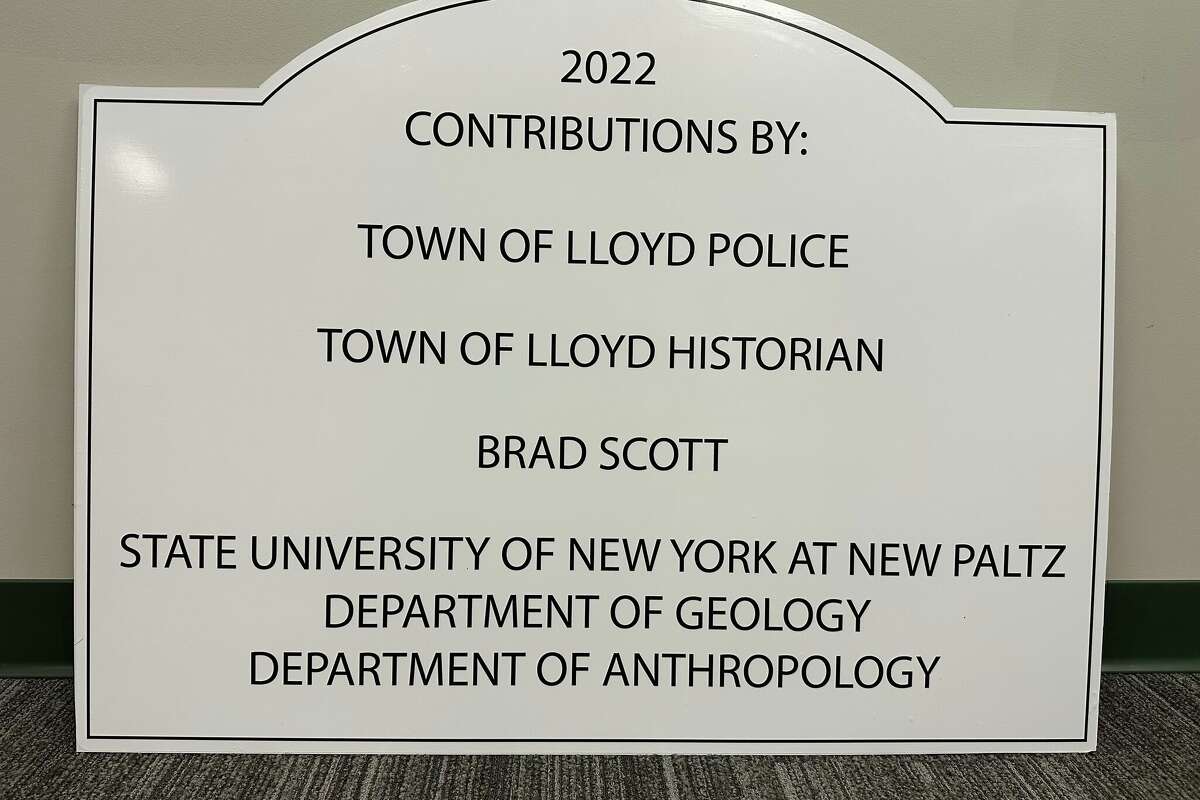 2022
CONTRIBUTIONS BY:
TOWN OF LLOYD POLICE
TOWN OF LLOYD HISTORIAN
BRAD SCOTT
STATE UNIVERSITY OF NEW YORK AT NEW PALTZ
DEPARTMENT OF GEOLOGY
DEPARTMENT OF ANTHROPOLOGY